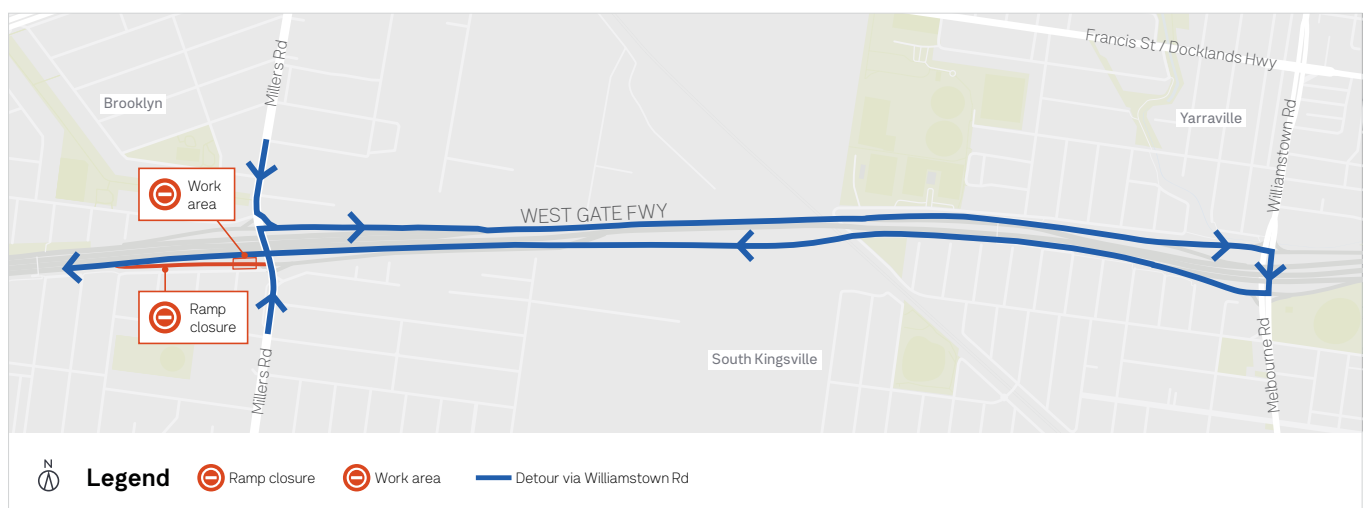 Francis St / Docklands Hwy
Millers Rd
Brooklyn
Yarraville
Williamstown Rd
Work
area
WEST GATE FWY
Ramp
closure
South Kingsville
Millers Rd
Melbourne Rd
N
Legend
Ramp closure
Work area
Detour via Williamstown Rd